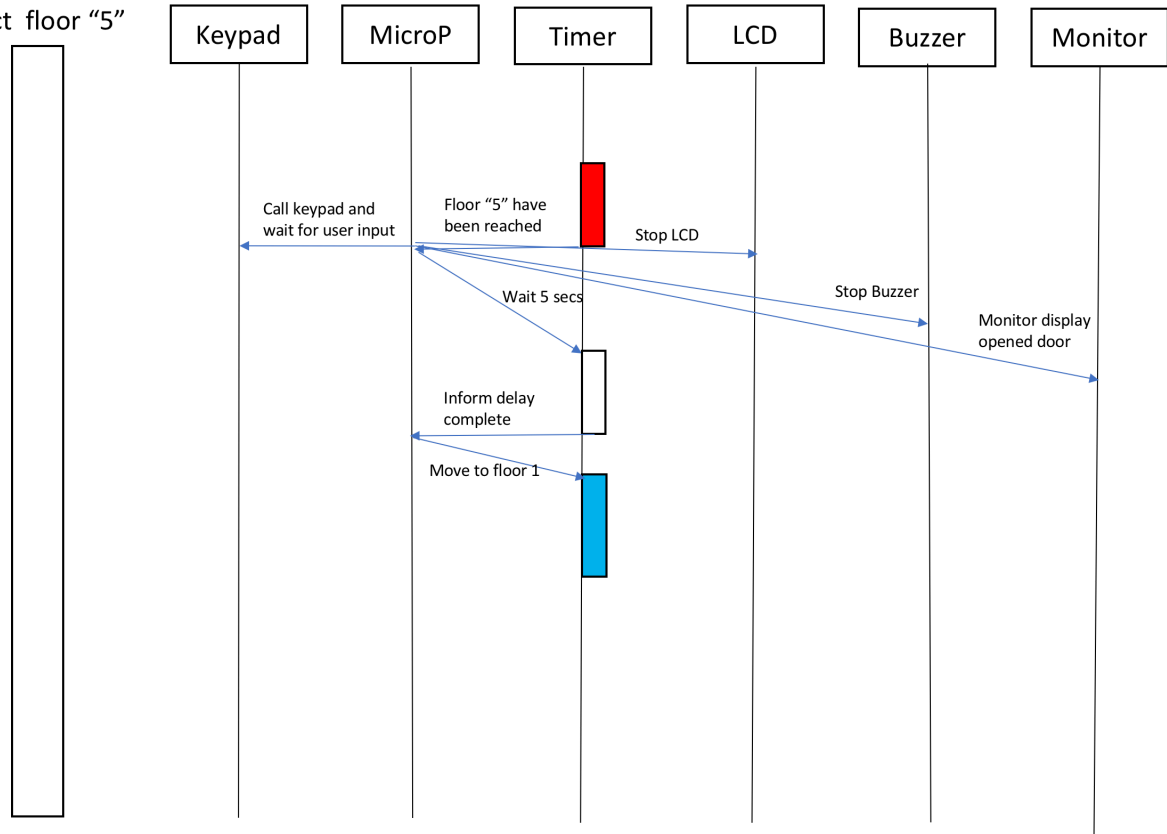 floor “5”
Keypad
MicroP
Timer
LCD
Buzzer
Monitor
Call keypad and
wait for user input
Floor “5” have
been reached
Stop LCD
Wait 5 secs
Stop Buzzer
Monitor display
opened door
Inform delay
complete
Move to floor 1